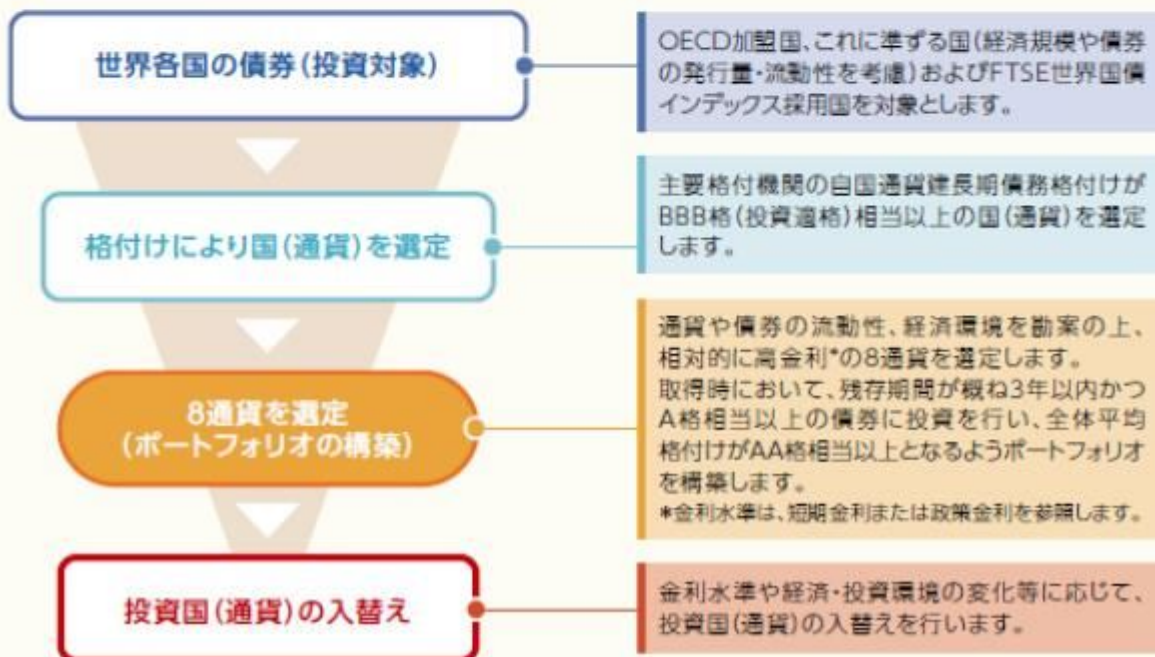 世界各国の債券(投資対象)
OECD加盟国、これに準ずる国(経済規模や債券
の発行量・流動性を考慮)およびFTSE世界国債
インデックス採用国を対象とします。
格付けにより国(通貨)を選定
主要格付機関の自国通貨建長期債務格付けが
BBB格(投資適格)相当以上の国(通貨)を選定
します。
8通貨を選定
(ポートフォリオの構築)
通貨や債券の流動性、経済環境を勘案の上、
相対的に高金利*の8通貨を選定します。
取得時において、残存期間が概ね3年以内かつ
A格相当以上の債券に投資を行い、全体平均
格付けがAA格相当以上となるようポートフォリオ
を構築します。
*金利水準は、短期金利または政策金利を参照します。
投資国(通貨)の入替え
金利水準や経済・投資環境の変化等に応じて、
投資国(通貨)の入替えを行います。